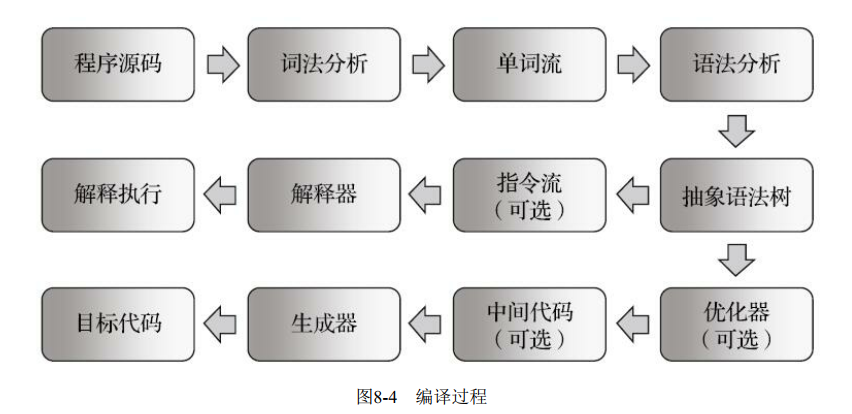 程序源码
词法分析
单词流
语法分析
解释执行
解释器
指令流
（可选）
抽象语法树
目标代码
生成器
中间代码
（可选）
优化器
（可选）
图8-4 编译过程